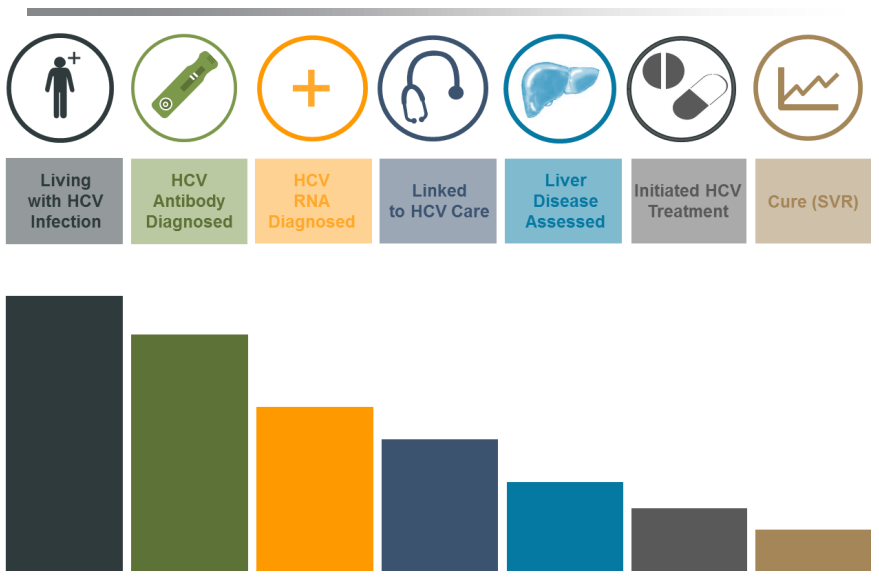 Living
with HCV
Infection
HCV
Antibody
Diagnosed
HCV
RNA
Diagnosed
Linked
to HCV Care
Liver
Disease
Assessed
Initiated HCV
Treatment
Cure (SVR)